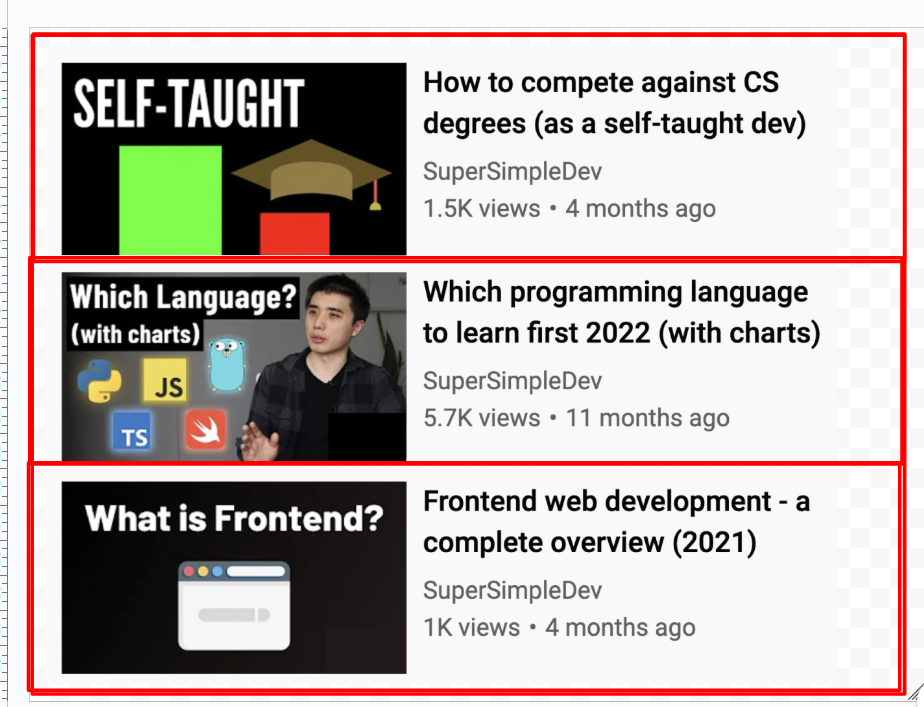 SELF-TAUGHT
How to compete against CS
degrees (as a self-taught dev)
SuperSimpleDev
1.5K views • 4 months ago
Which Language?
(with charts)
JS
TS
Which programming language
to learn first 2022 (with charts)
SuperSimpleDev
5.7K views • 11 months ago
What is Frontend?
Frontend web development - a
complete overview (2021)
SuperSimpleDev
1K views • 4 months ago